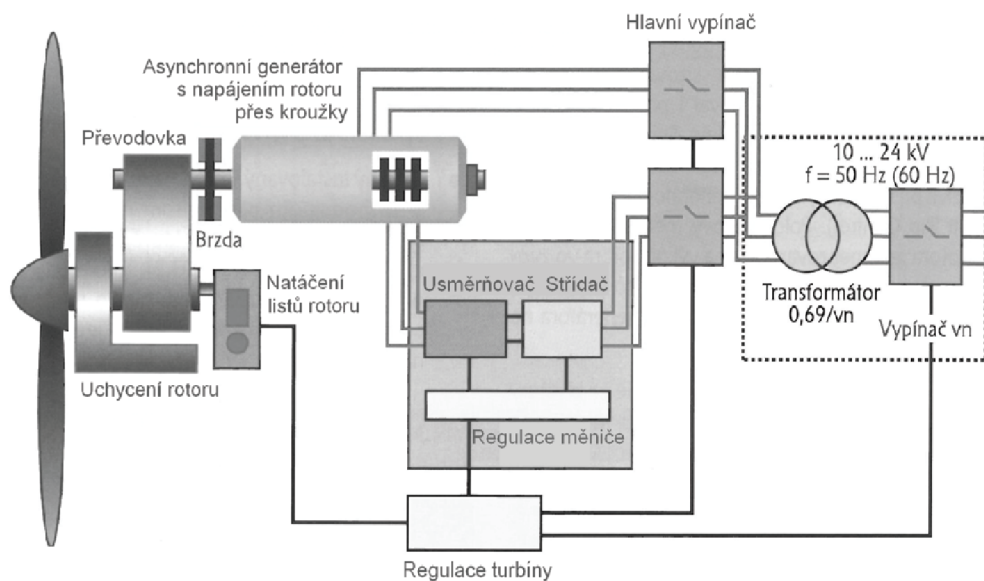 Hlavní vypínač
Asynchronní generátor
s napájením rotoru
přes kroužky
Převodovka
10 ... 24 kV
f = 50 Hz (60 Hz)
Brzda
Natáčení
listů rotoru
Usměrňovač
Střídač
Transformátor
0,69/vn
Vypínač vn
Uchycení rotoru
Regulace měniče
Regulace turbíny